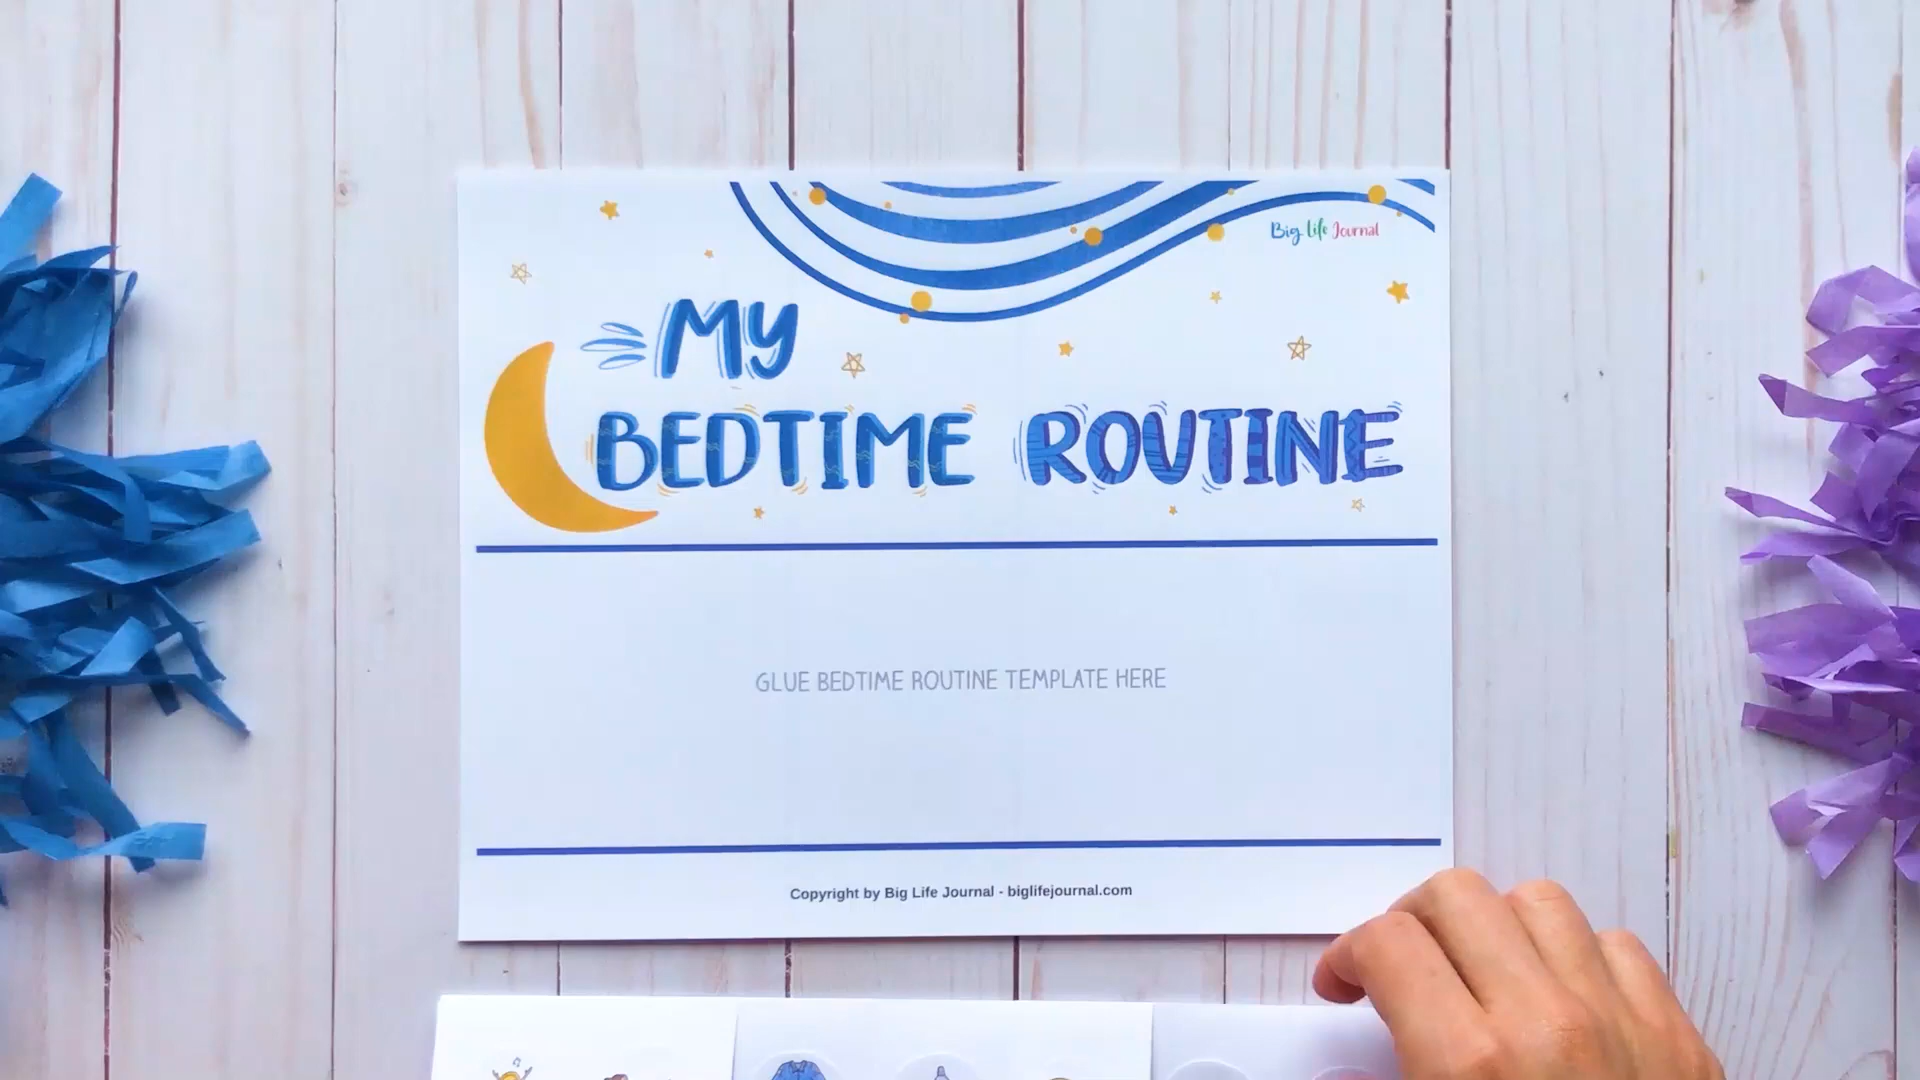 Big Life Journal
MY
BEDTIME ROUTINE
GLUE BEDTIME ROUTINE TEMPLATE HERE
Copyright by Big Life Journal - biglifejournal.com